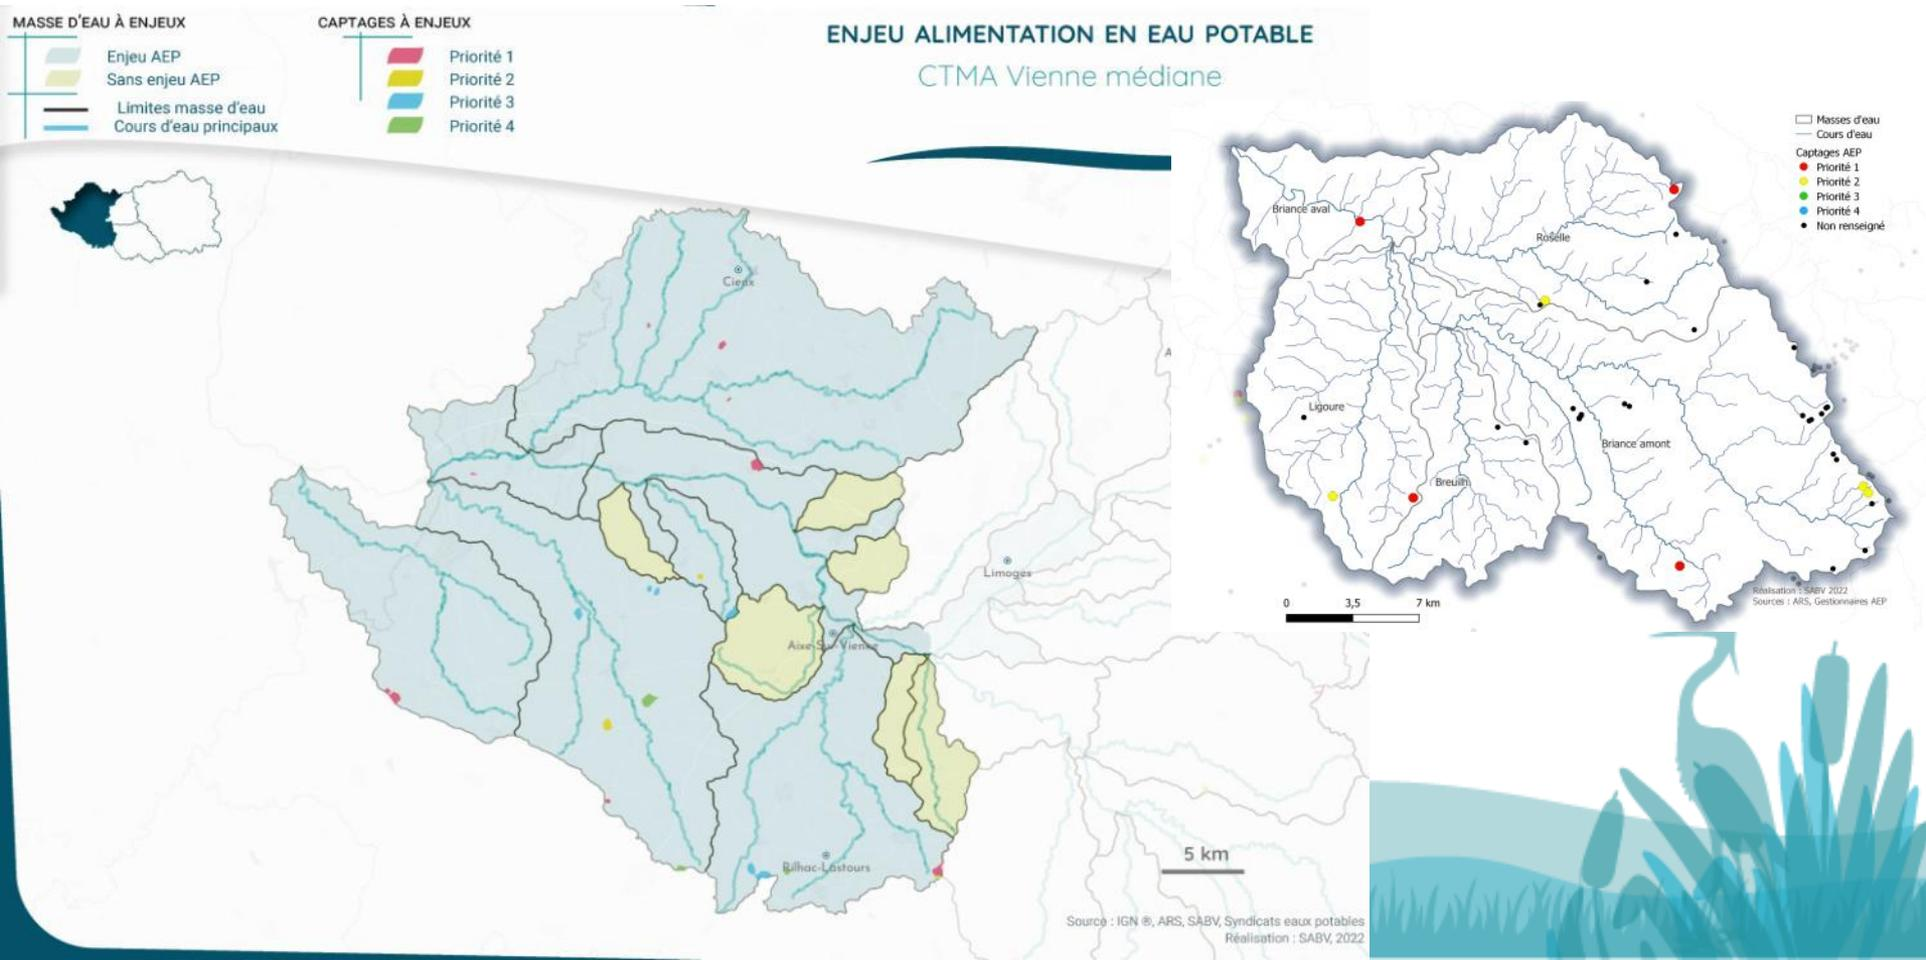 MASSE D'EAU À ENJEUX
Enjeu AEP
Sans enjeu AEP
Limites masse d'eau
Cours d'eau principaux
CAPTAGES À ENJEUX
Priorité 1
Priorité 2
Priorité 3
Priorité 4
ENJEU ALIMENTATION EN EAU POTABLE
CTMA Vienne médiane
Cieux
Limoges
Aixe-Sur-Vienne
Rilhac-Lastours
A
5 km
Source : IGN ®, ARS, SABV, Syndicats eaux potables
Réalisation : SABV, 2022
Masses d'eau
Cours d'eau
Captages AEP
Priorité 1
Priorité 2
Priorité 3
Priorité 4
Non renseigné
Briance aval
Roselle
Ligoure
Briance amont
Breuilh
0 3,5 7 km
Réalisation : SABV 2022
Sources : ARS, Gestionnaires AEP